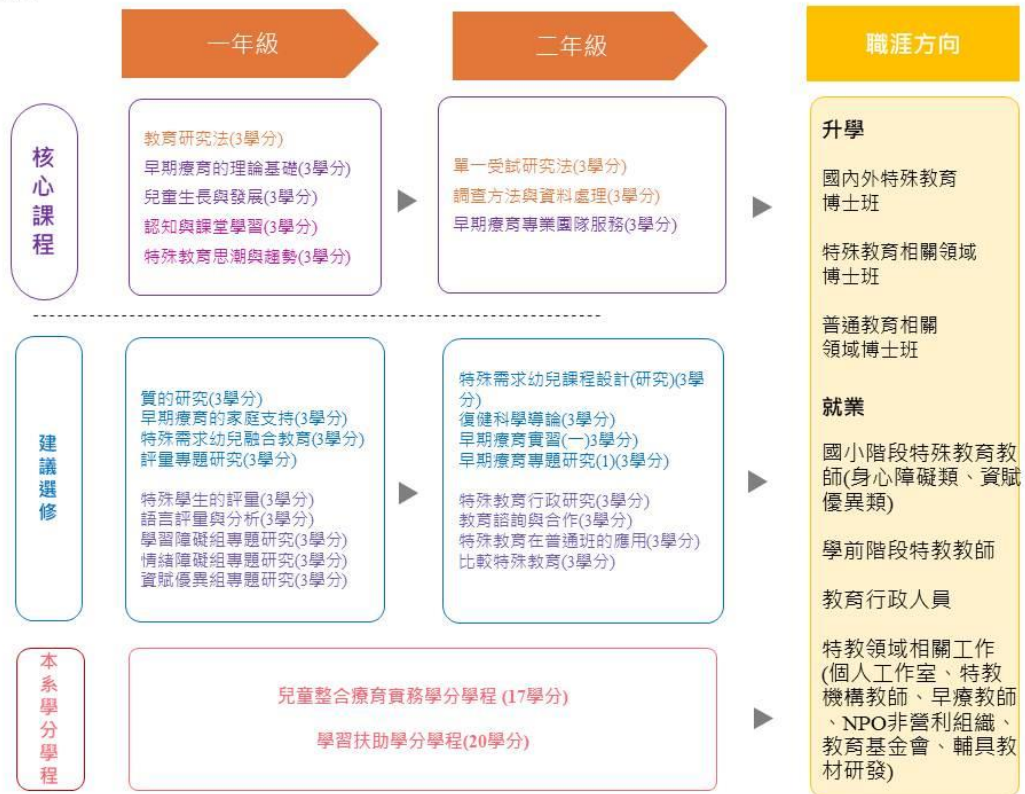 一年級
二年級
職涯方向
核心課程
教育研究法(3學分)
早期療育的理論基礎(3學分)
兒童生長與發展(3學分)
認知與課堂學習(3學分)
特殊教育思潮與趨勢(3學分)
單一受試研究法(3學分)
調查方法與資料處理(3學分)
早期療育專業團隊服務(3學分)
建議選修
質的研究(3學分)
早期療育的家庭支持(3學分)
特殊需求幼兒融合教育(3學分)
評量專題研究(3學分)
特殊學生的評量(3學分)
語言評量與分析(3學分)
學習障礙組專題研究(3學分)
情緒障礙組專題研究(3學分)
資賦優異組專題研究(3學分)
特殊需求幼兒課程設計(研究)(3學
分)
復健科學導論(3學分)
早期療育實習(一)3學分)
早期療育專題研究(1)(3學分)
特殊教育行政研究(3學分)
教育諮詢與合作(3學分)
特殊教育在普通班的應用(3學分)
比較特殊教育(3學分)
本系學分學程
兒童整合療育實務學分學程 (17學分)
學習扶助學分學程(20學分)
升學
國內外特殊教育
博士班
特殊教育相關領域
博士班
普通教育相關
領域博士班
就業
國小階段特殊教育教
師(身心障礙類、資賦
優異類)
學前階段特教教師
教育行政人員
特教領域相關工作
(個人工作室、特教
機構教師、早療教師
、NPO非營利組織、
教育基金會、輔具教
材研發)